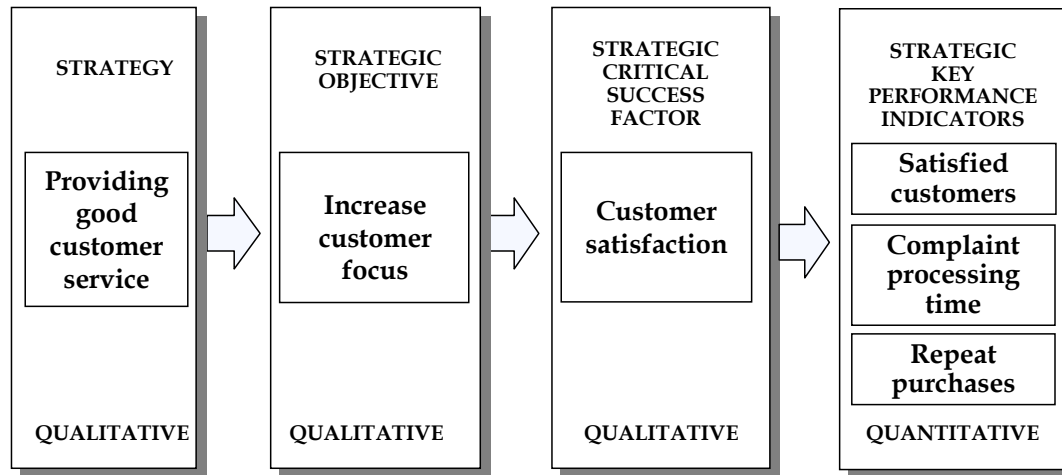 STRATEGY
Providing
good
customer
service
QUALITATIVE
STRATEGIC
OBJECTIVE
Increase
customer
focus
QUALITATIVE
STRATEGIC
CRITICAL
SUCCESS
FACTOR
Customer
satisfaction
QUALITATIVE
STRATEGIC
KEY
PERFORMANCE
INDICATORS
Satisfied
customers
Complaint
processing
time
Repeat
purchases
QUANTITATIVE